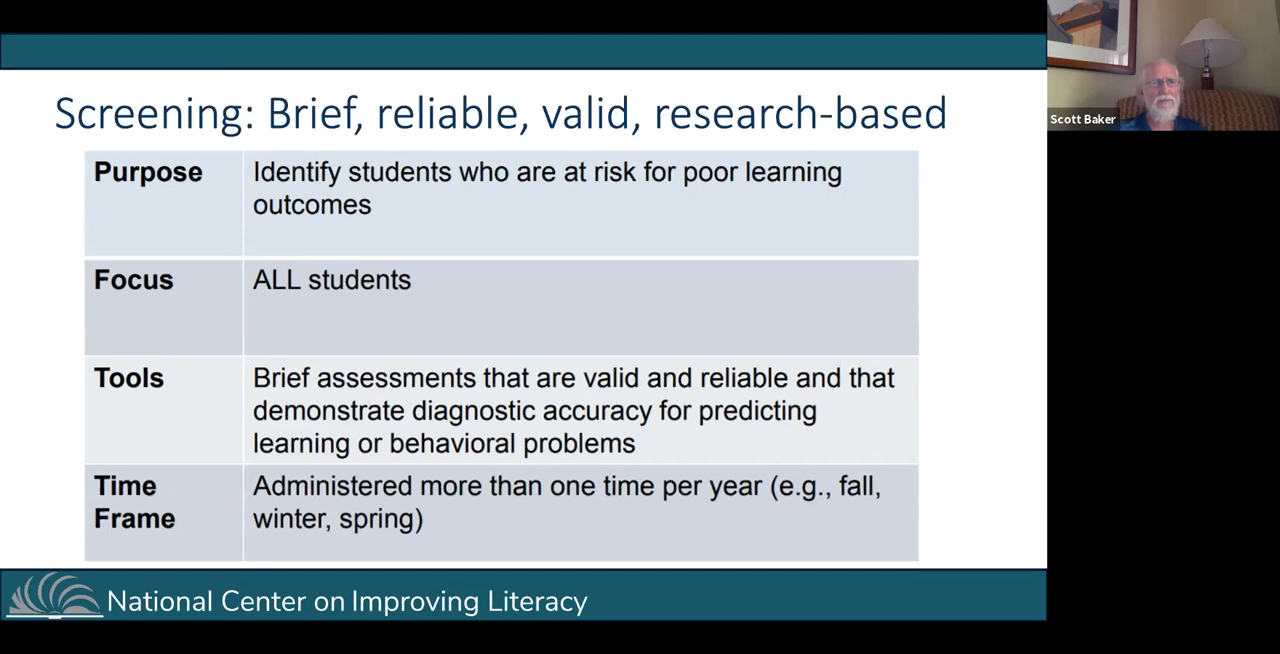 Screening: Brief, reliable, valid, research-based
Purpose
Identify students who are at risk for poor learning
outcomes
Focus
ALL students
Tools
Brief assessments that are valid and reliable and that
demonstrate diagnostic accuracy for predicting
learning or behavioral problems
Time
Frame
Administered more than one time per year (e.g., fall,
winter, spring)
National Center on Improving Literacy
Scott Baker